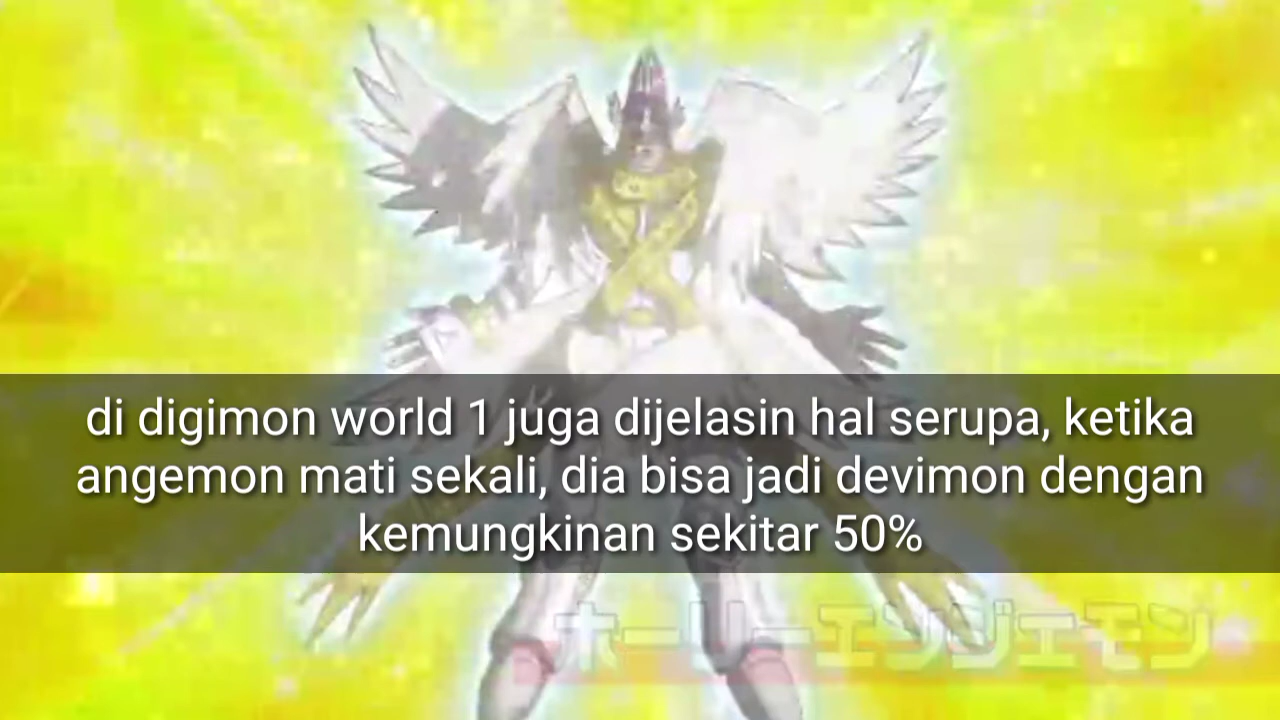 di digimon world 1 juga dijelasin hal serupa, ketika
angemon mati sekali, dia bisa jadi devimon dengan
kemungkinan sekitar 50%
ホーリーエンジェモン